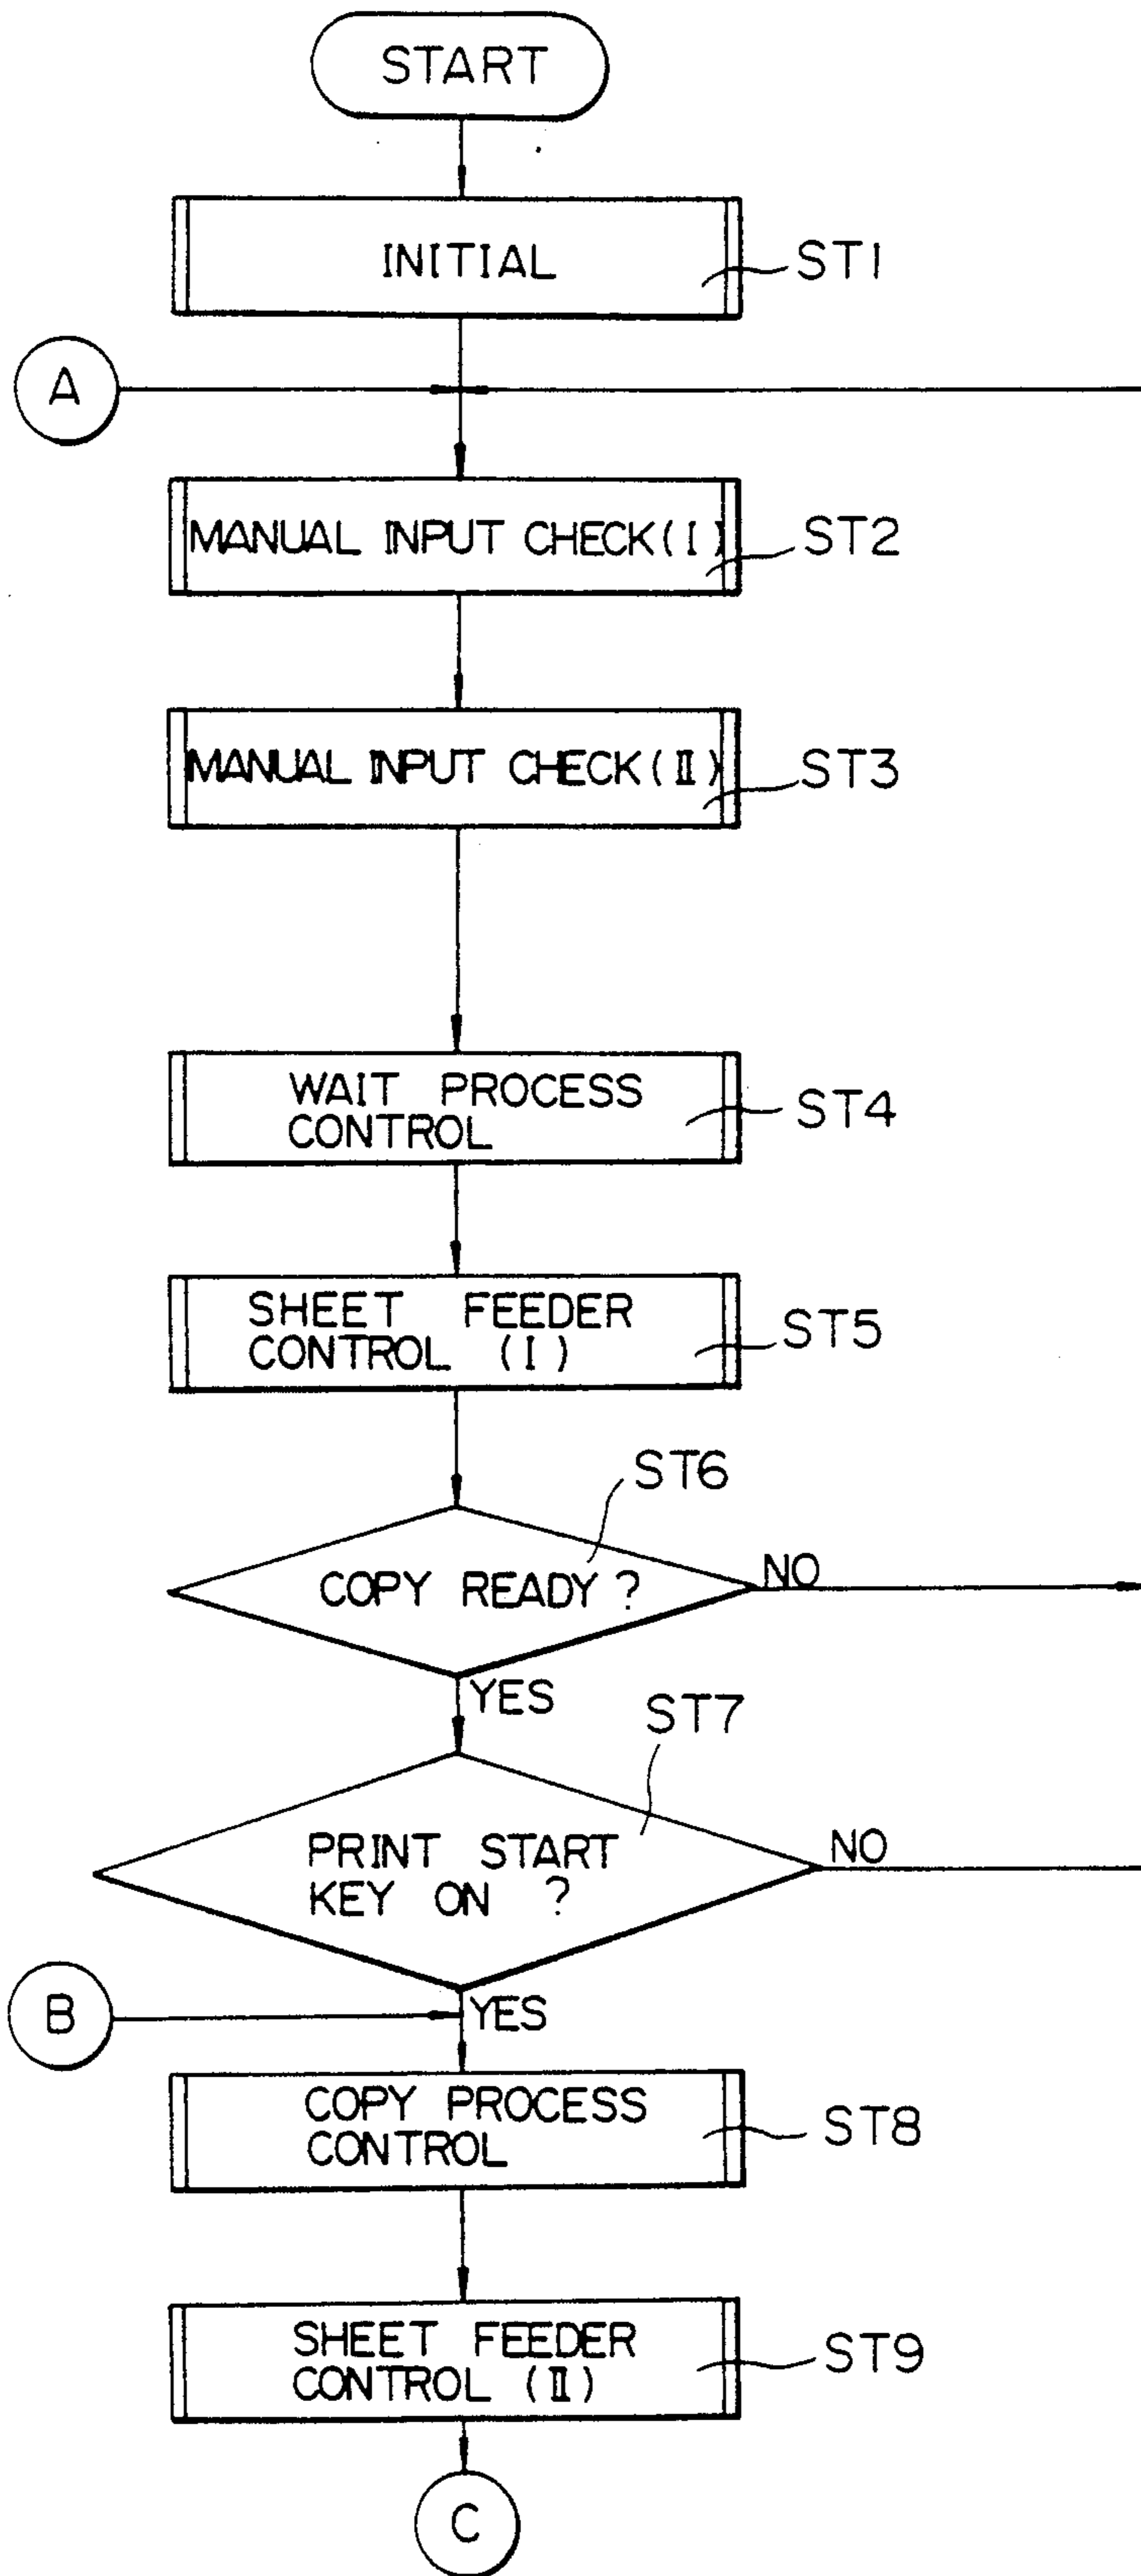 START
INITIAL
ST1
A
MANUAL INPUT CHECK(I)
ST2
MANUAL INPUT CHECK(II)
ST3
WAIT PROCESS
CONTROL
ST4
SHEET FEEDER
CONTROL (I)
ST5
ST6
COPY READY?
NO
YES
ST7
PRINT START
KEY ON ?
NO
B
YES
COPY PROCESS
CONTROL
ST8
SHEET FEEDER
CONTROL (II)
ST9
C